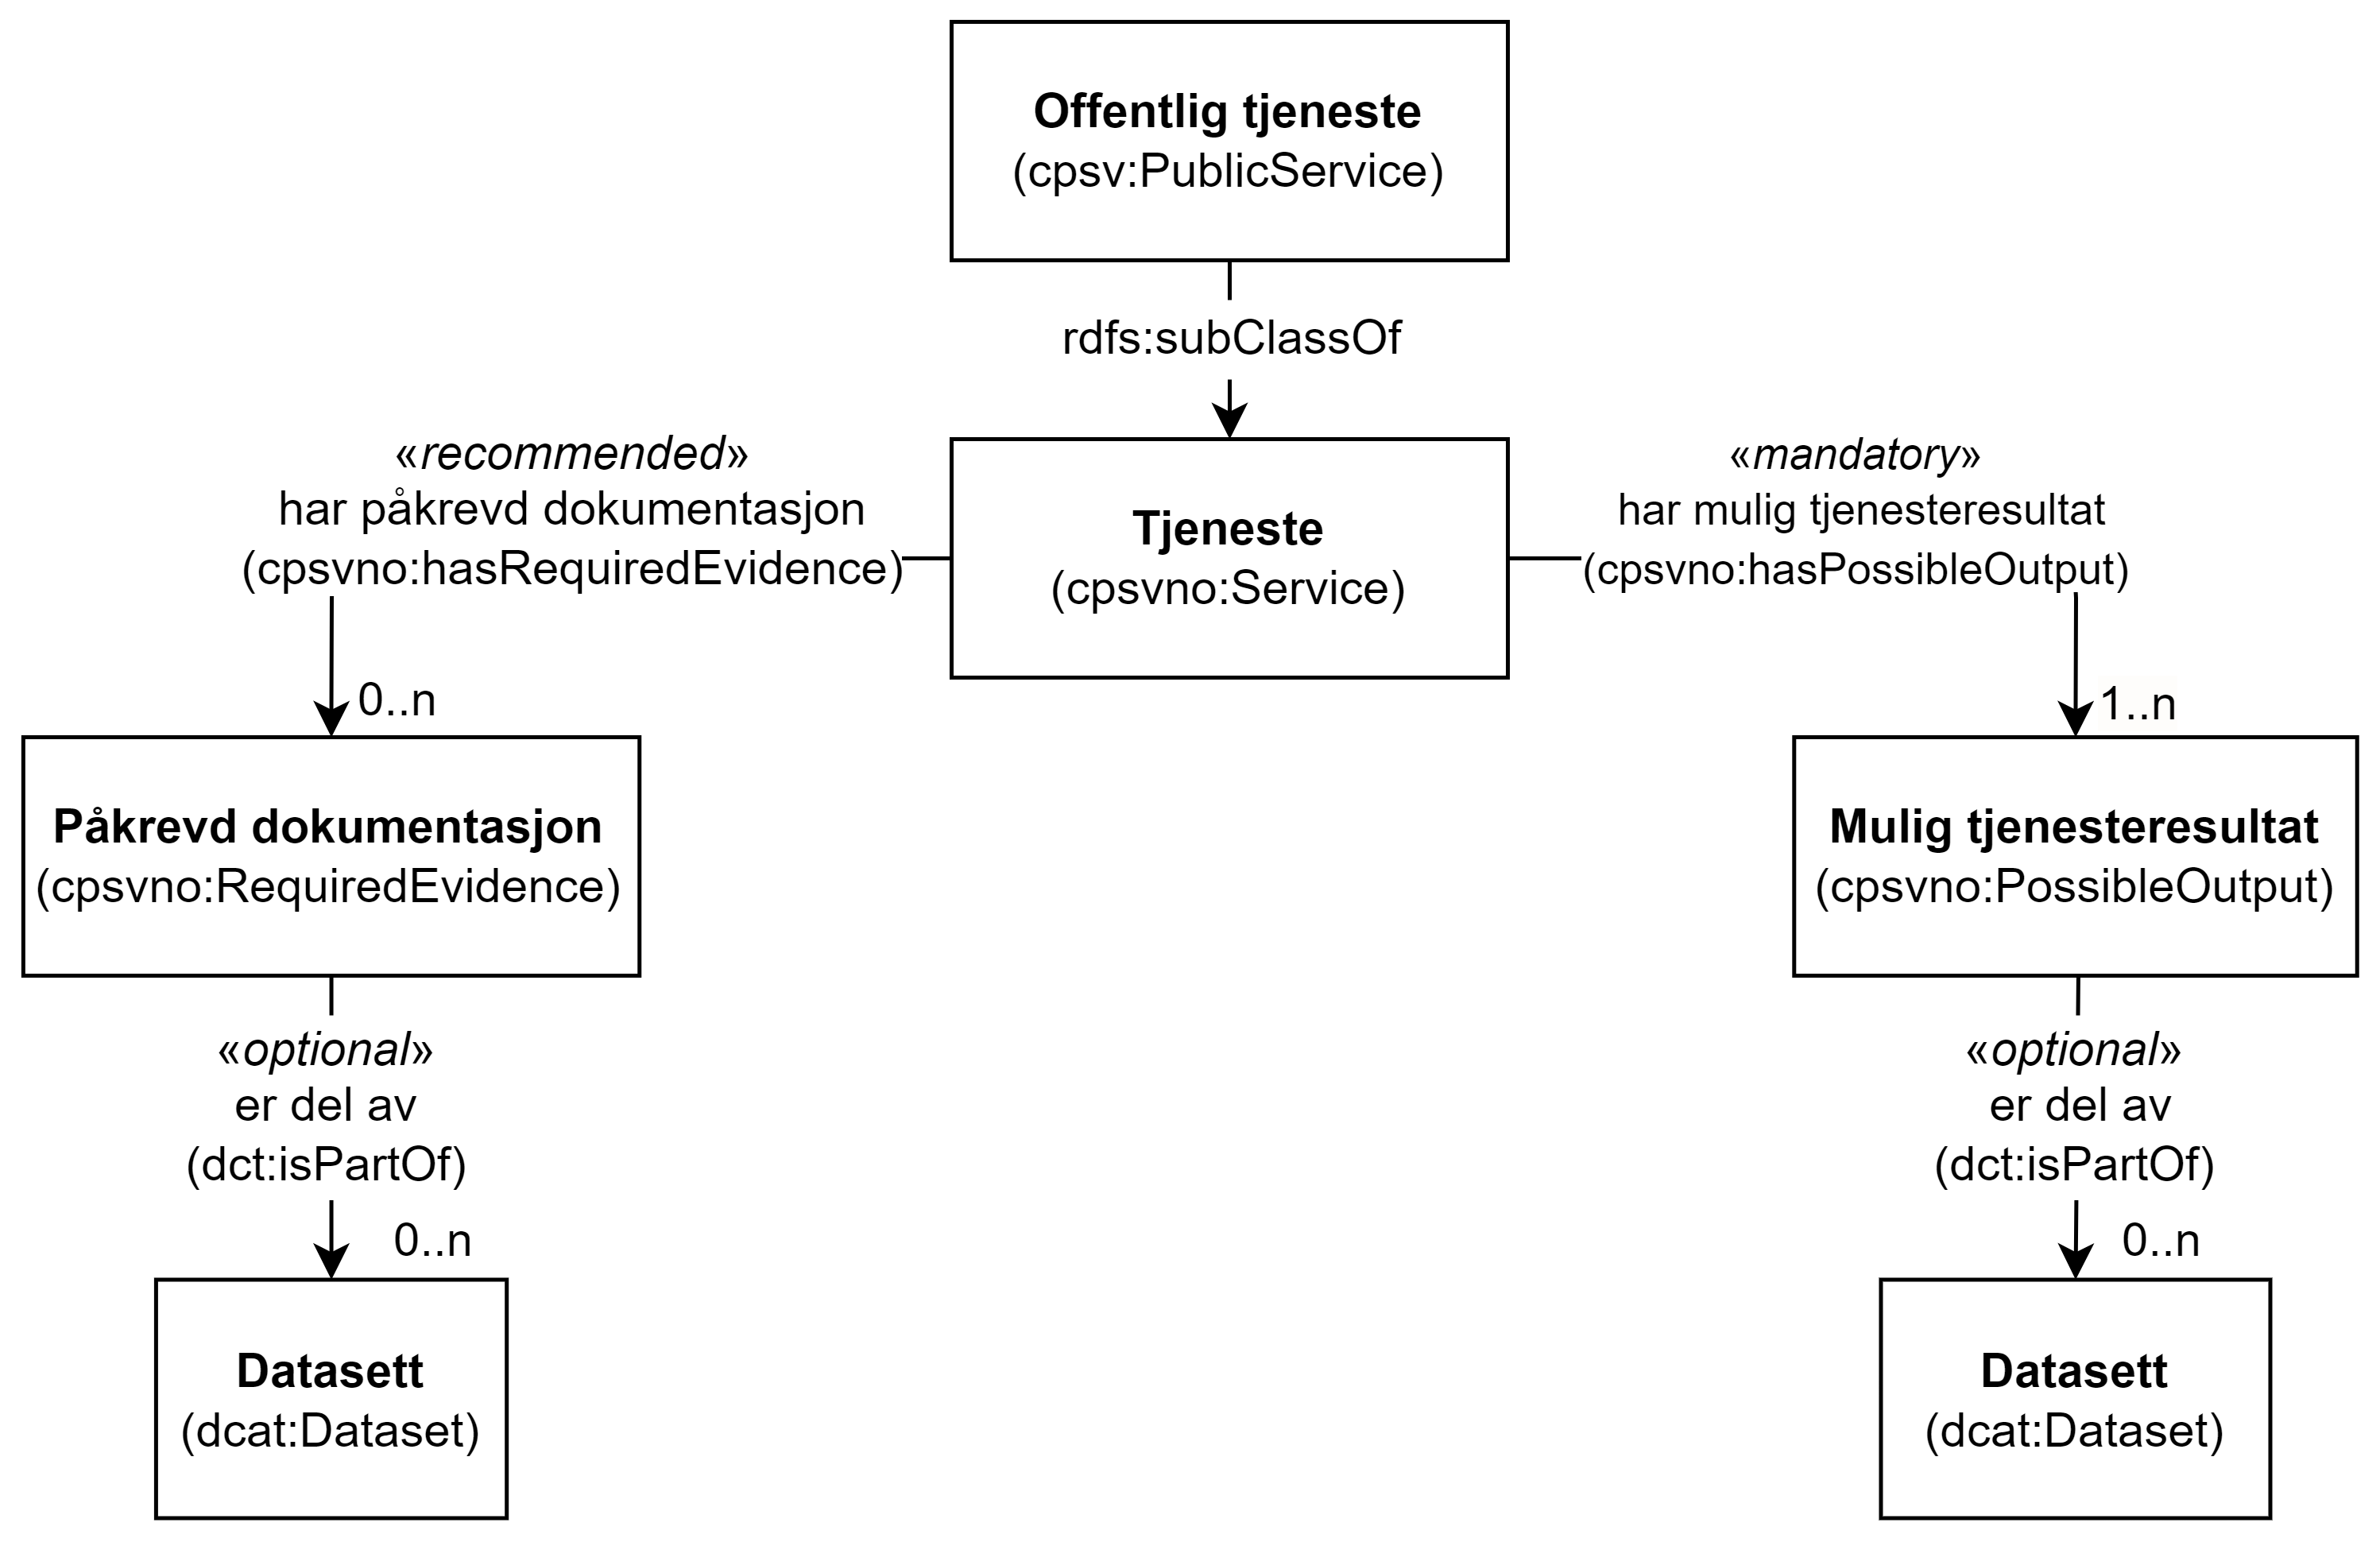 Offentlig tjeneste
(cpsv:PublicService)
rdfs:subClassOf
«recommended»
har påkrevd dokumentasjon
(cpsvno:hasRequiredEvidence)
0..n
Tjeneste
(cpsvno:Service)
«mandatory»
har mulig tjenesteresultat
(cpsvno:hasPossibleOutput)
1..n
Påkrevd dokumentasjon
(cpsvno:RequiredEvidence)
Mulig tjenesteresultat
(cpsvno:PossibleOutput)
«optional»
er del av
(dct:isPartOf)
0..n
«optional»
er del av
(dct:isPartOf)
0..n
Datasett
(dcat:Dataset)
Datasett
(dcat:Dataset)